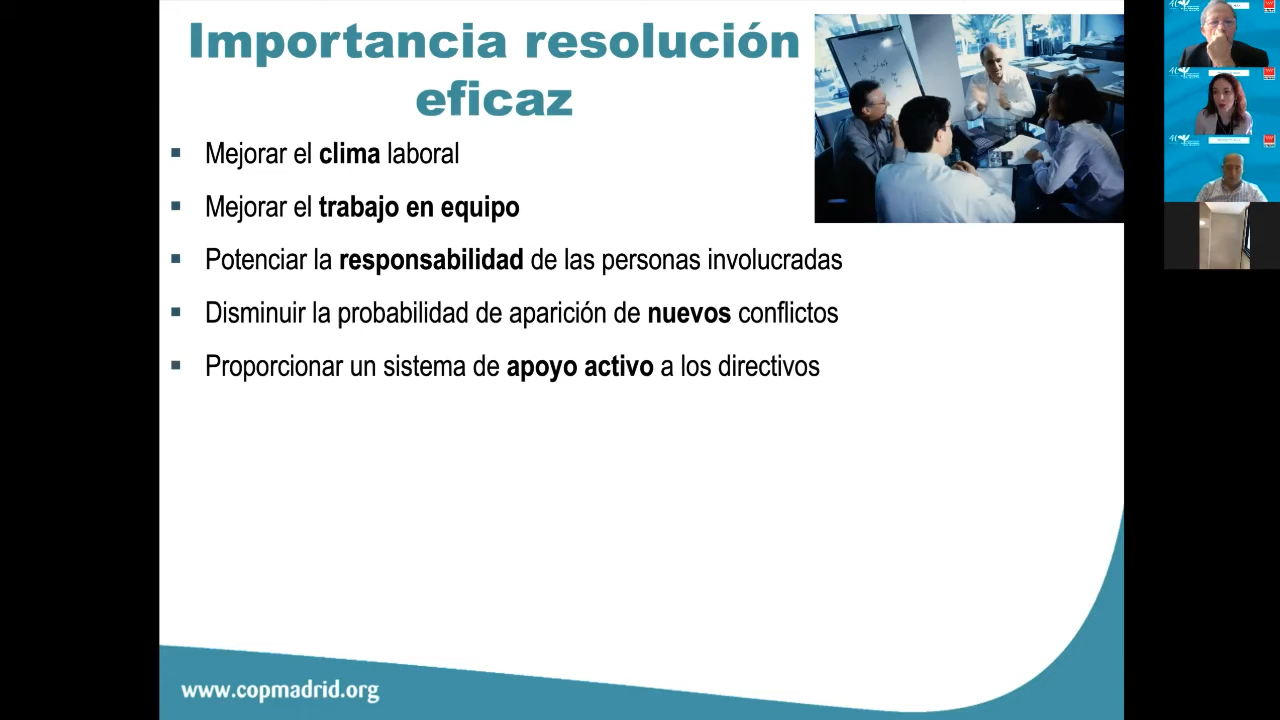 Importancia resolución
eficaz
▪ Mejorar el clima laboral
▪ Mejorar el trabajo en equipo
▪ Potenciar la responsabilidad de las personas involucradas
▪ Disminuir la probabilidad de aparición de nuevos conflictos
▪ Proporcionar un sistema de apoyo activo a los directivos
www.copmadrid.org